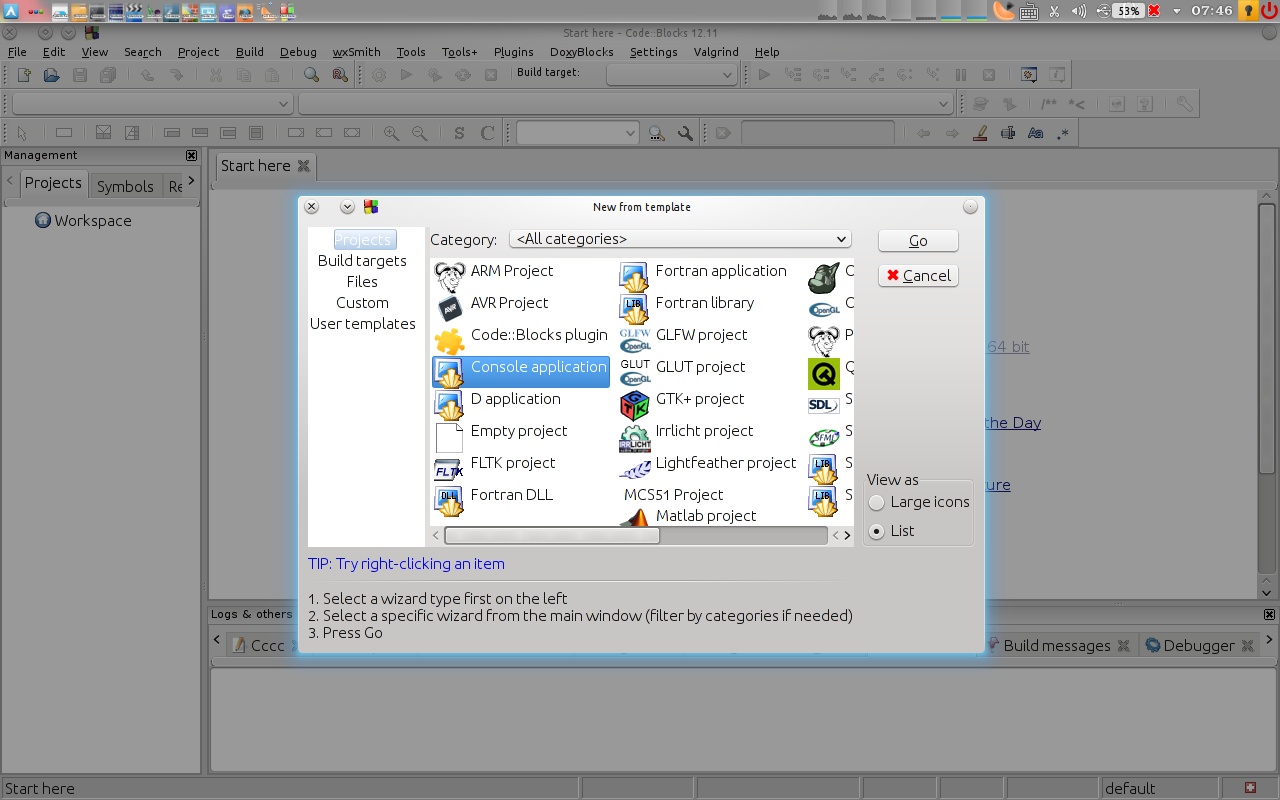 53% 07:46
Start here - Code::Blocks 12.11
File Edit View Search Project Build Debug wxSmith Tools Tools+ Plugins DoxyBlocks Settings Valgrind Help
Build target:
/** *<
S C Aa .*
Management
Projects Symbols Re
Workspace
Start here
New from template
Projects
Build targets
Files
Custom
User templates
Category: <All categories>
Go
Cancel
ARM Project
AVR Project
Code::Blocks plugin
Console application
D application
Empty project
FLTK project
Fortran DLL
Fortran application
Fortran library
GLFW project
GLUT project
GTK+ project
Irrlicht project
Lightfeather project
MCS51 Project
Matlab project
64 bit
the Day
ture
View as
Large icons
List
TIP: Try right-clicking an item
1. Select a wizard type first on the left
2. Select a specific wizard from the main window (filter by categories if needed)
3. Press Go
Logs & others
Cccc Build messages Debugger
Start here default